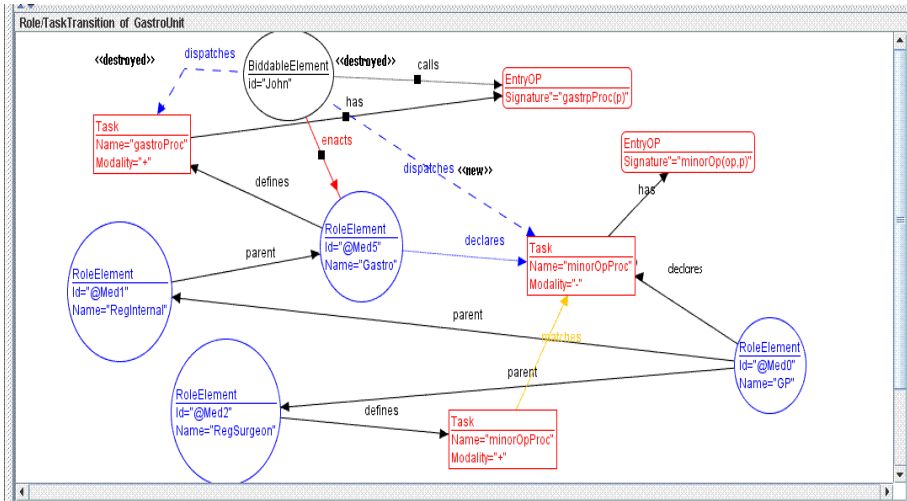 Role/TaskTransition of GastroUnit
<<destroyed>>
dispatches
BiddableElement
id="John"
<<destroyed>>
calls
EntryOP
Signature"="gastrpProc(p)"
has
Task
Name="gastroProc"
Modality="+"
enacts
EntryOP
Signature"="minorOp(op,p)"
dispatches <<new>>
has
defines
RoleElement
Id="@Med5"
Name="Gastro"
declares
Task
Name="minorOpProc"
Modality="-"
parent
declares
RoleElement
Id="@Med1"
Name="RegInternal"
parent
matches
RoleElement
Id="@Med0"
Name="GP"
parent
RoleElement
Id="@Med2"
Name="RegSurgeon"
defines
Task
Name="minorOpProc"
Modality="+"